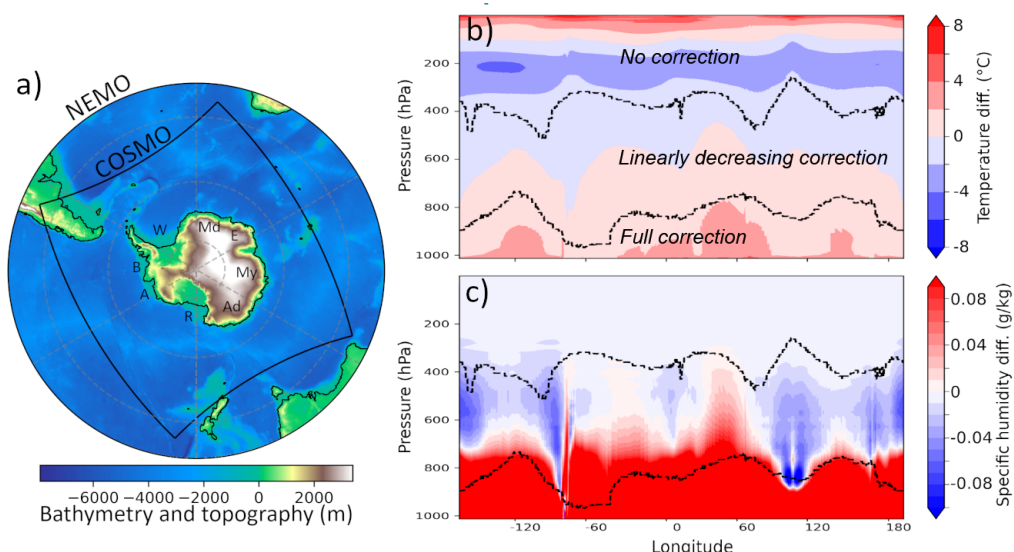 a)
NEMO
COSMO
W
Md
E
B
My
A
Ad
R
−6000 −4000 −2000 0 2000
Bathymetry and topography (m)
b)
No correction
Linearly decreasing correction
Full correction
Pressure (hPa)
200
400
600
800
1000
8
4
0
-4
-8
Temperature diff. (°C)
c)
Pressure (hPa)
200
400
600
800
1000
-120 -60 0 60 120 180
Longitude
0.08
0.04
0
-0.04
-0.08
Specific humidity diff. (g/kg)